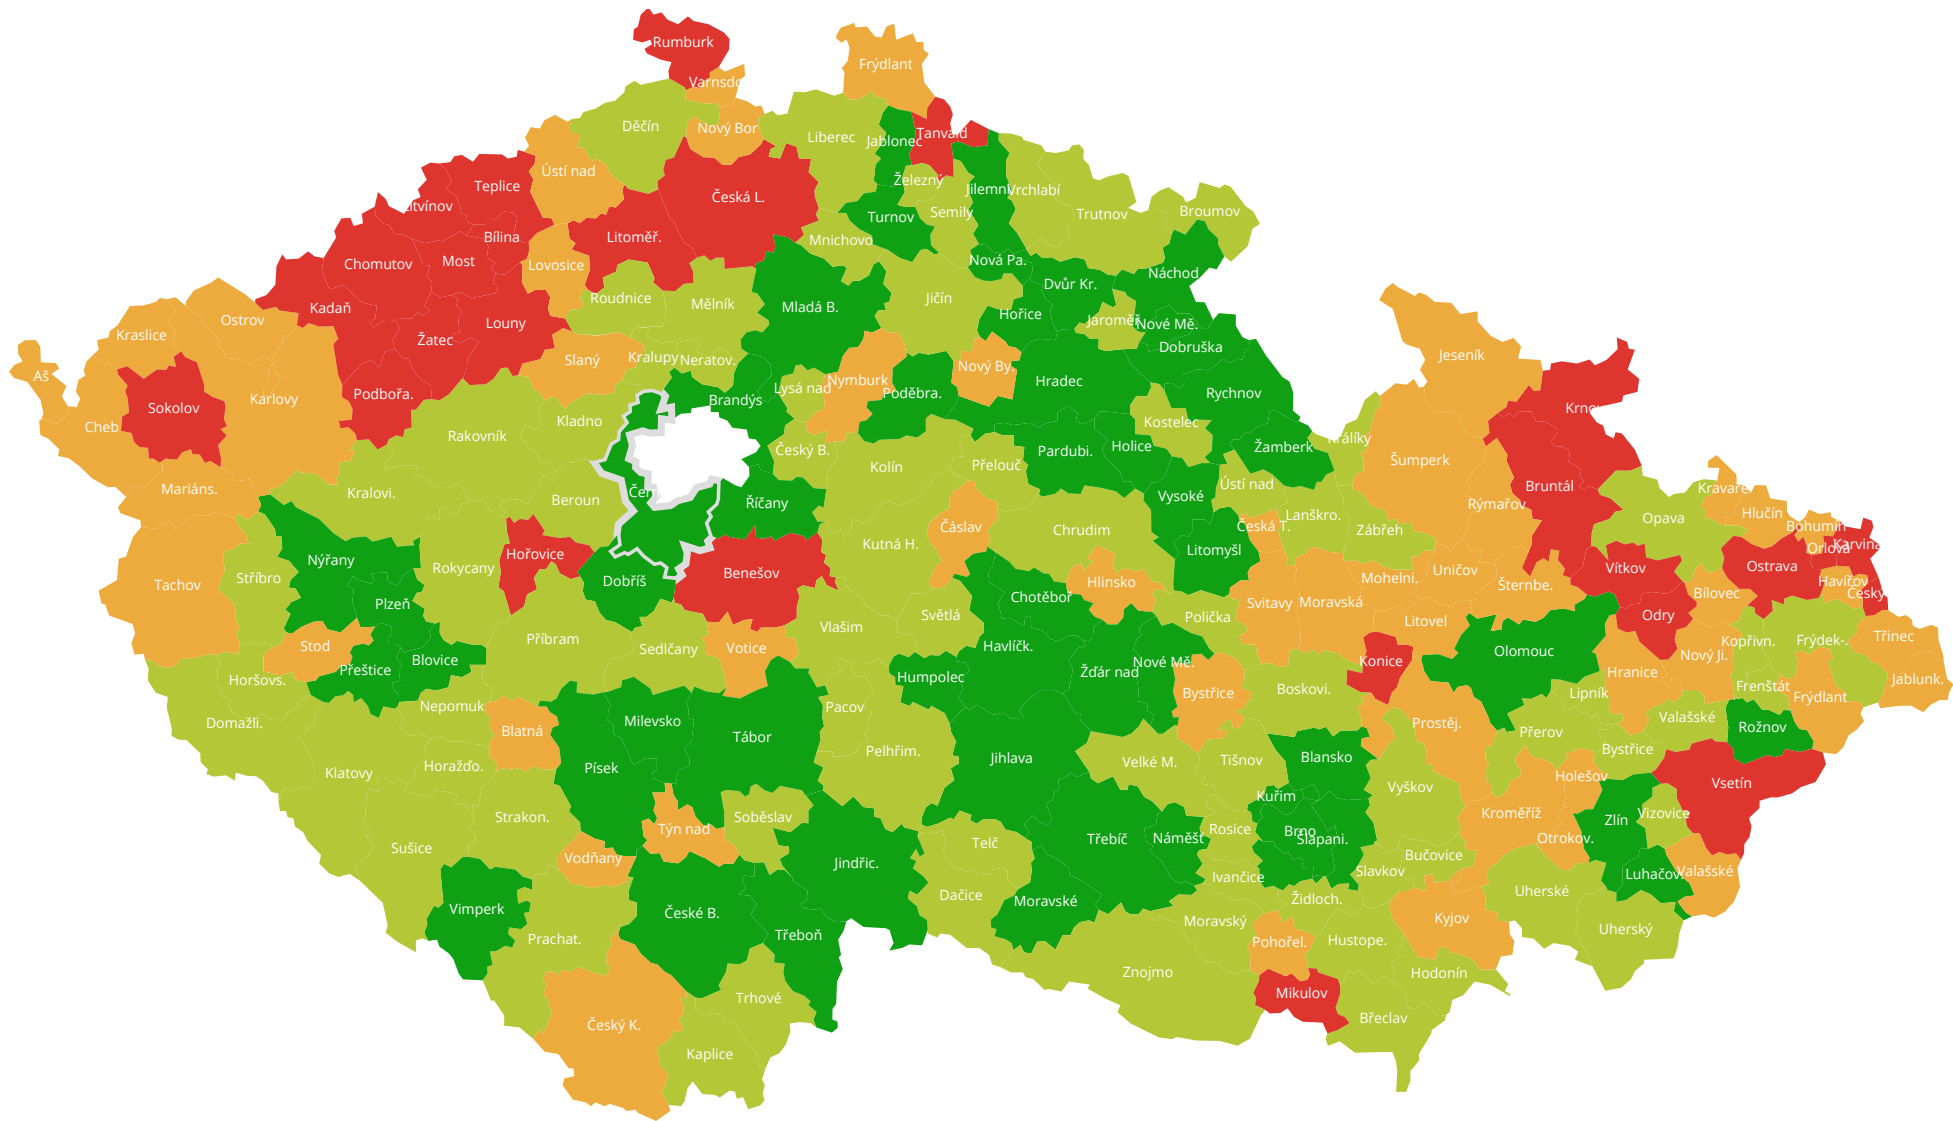 Rumburk
Frýdlant
Varnsdo
Děčín
Nový Bor
Liberec
Jablonec
Tanvald
Ústí nad
Teplice
Železný
Jilemni
Vrchlabí
Česká L.
Litvínov
Turnov
Semily
Trutnov
Broumov
Bílina
Litoměř.
Mnichovo
Chomutov
Most
Lovosice
Nová Pa.
Náchod
Dvůr Kr.
Roudnice
Mělník
Mladá B.
Jičín
Kadaň
Ostrov
Louny
Hořice
Jaroměř
Nové Mě.
Kraslice
Žatec
Dobruška
Slaný
Kralupy
Neratov.
Jeseník
Aš
Nový By.
Nymburk
Hradec
Lysá nad
Poděbra.
Rychnov
Podbořa.
Karlovy
Brandýs
Sokolov
Krnov
Cheb
Kladno
Kostelec
Rakovník
Králíky
Český B.
Pardubi.
Holice
Žamberk
Šumperk
Kolín
Přelouč
Mariáns.
Kralovi.
Čern
Ústí nad
Bruntál
Kravaře
Beroun
Říčany
Vysoké
Rýmařov
Hlučín
Lanškro.
Opava
Čáslav
Chrudim
Česká T.
Zábřeh
Bohumín
Kutná H.
Litomyšl
Orlová
Karviná
Hořovice
Nýřany
Rokycany
Benešov
Vítkov
Ostrava
Uničov
Stříbro
Dobříš
Hlinsko
Mohelni.
Havířov
Tachov
Šternbe.
Bílovec
Český
Plzeň
Chotěboř
Svitavy
Moravská
Světlá
Polička
Odry
Litovel
Vlašim
Příbram
Třinec
Frýdek-.
Kopřivn.
Stod
Havlíčk.
Votice
Sedlčany
Olomouc
Nový Ji.
Blovice
Konice
Nové Mě.
Přeštice
Žďár nad
Hranice
Humpolec
Horšovs.
Jablunk.
Frenštát
Boskovi.
Bystřice
Lipník
Frýdlant
Nepomuk
Pacov
Valašské
Domažli.
Milevsko
Prostěj.
Rožnov
Blatná
Přerov
Tábor
Pelhřim.
Bystřice
Jihlava
Blansko
Tišnov
Velké M.
Horažďo.
Písek
Klatovy
Holešov
Vsetín
Vyškov
Kuřim
Kroměříž
Vizovice
Strakon.
Soběslav
Zlín
Týn nad
Rosice
Brno
Otrokov.
Třebíč
Náměšť
Šlapani.
Telč
Sušice
Bučovice
Vodňany
Jindřic.
Slavkov
Valašské
Luhačov.
Ivančice
Uherské
Dačice
Židloch.
Moravské
Vimperk
České B.
Kyjov
Moravský
Uherský
Třeboň
Prachat.
Hustope.
Pohořel.
Znojmo
Hodonín
Mikulov
Trhové
Břeclav
Český K.
Kaplice